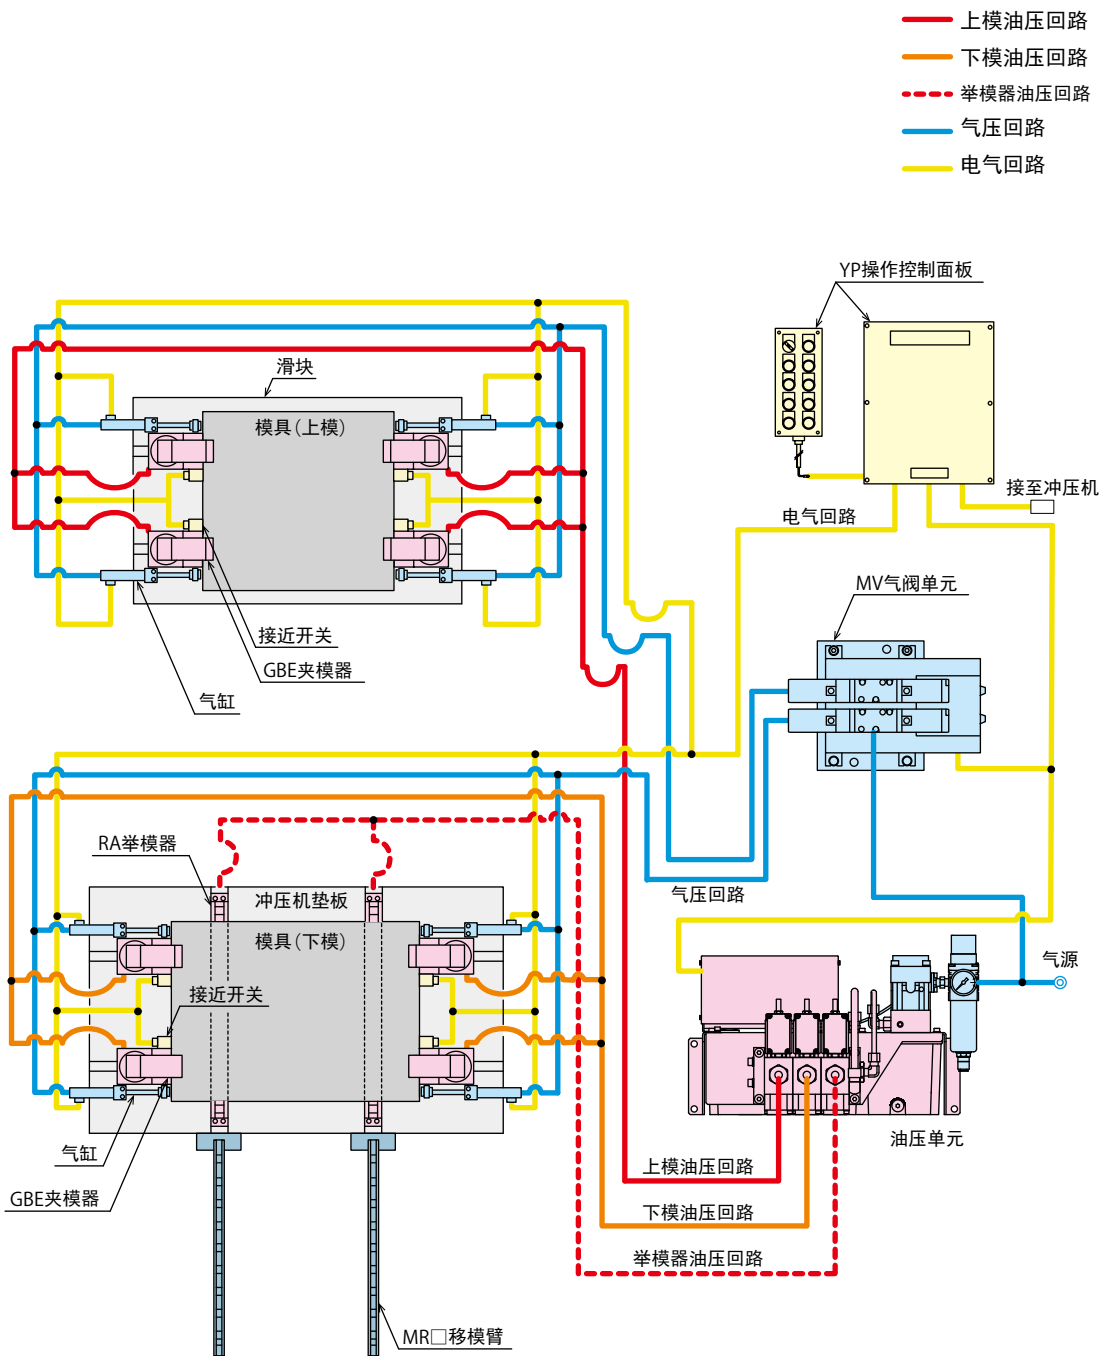 上模油压回路
下模油压回路
举模器油压回路
气压回路
电气回路
YP操作控制面板
滑块
模具(上模)
接至冲压机
电气回路
MV气阀单元
接近开关
GBE夹模器
气缸
RA举模器
冲压机垫板
气压回路
模具(下模)
气源
接近开关
油压单元
气缸
上模油压回路
GBE夹模器
下模油压回路
举模器油压回路
MR□移模臂